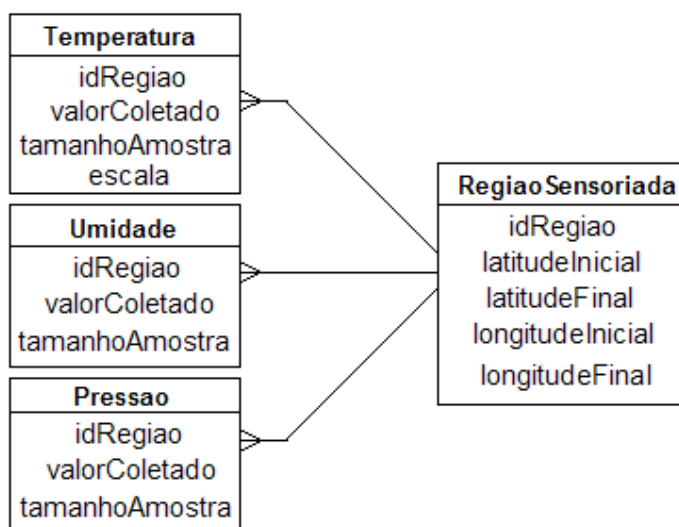 Temperatura
idRegiao
valorColetado
tamanhoAmostra
escala
Umidade
idRegiao
valorColetado
tamanhoAmostra
Pressao
idRegiao
valorColetado
tamanhoAmostra
RegiaoSensoriada
idRegiao
latitudeInicial
latitudeFinal
longitudeInicial
longitudeFinal